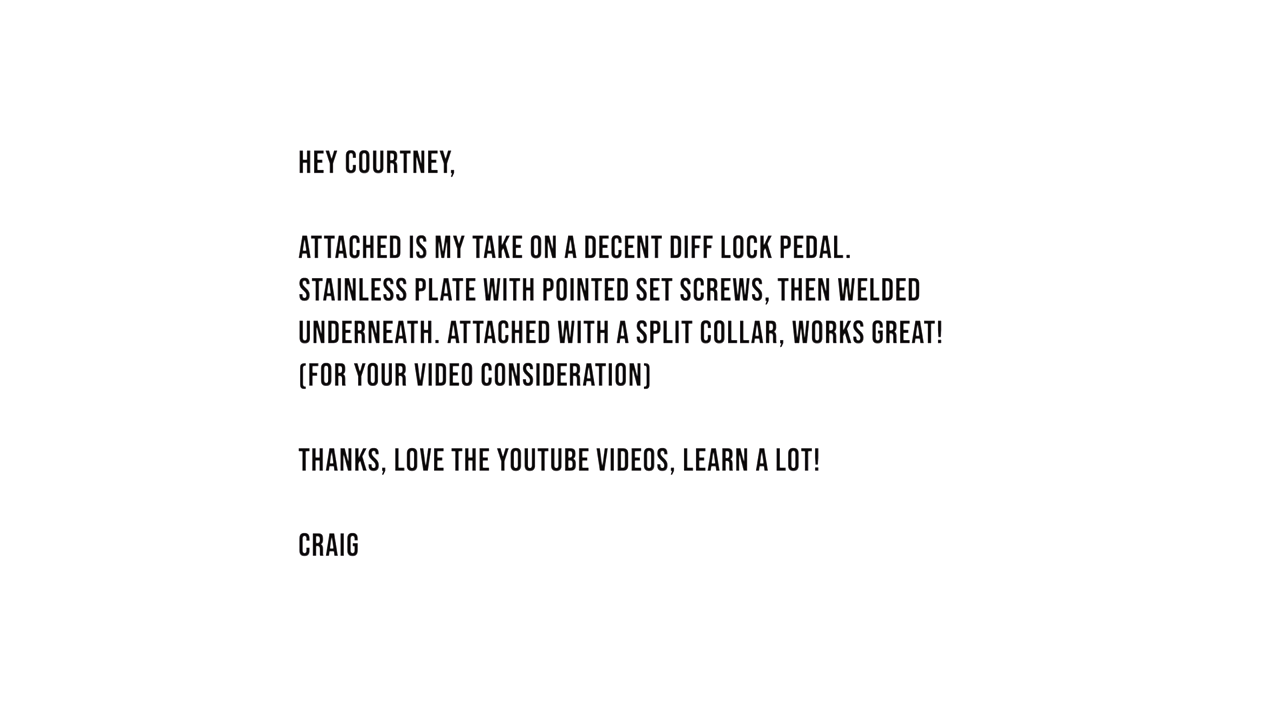 HEY COURTNEY,
ATTACHED IS MY TAKE ON A DECENT DIFF LOCK PEDAL.
STAINLESS PLATE WITH POINTED SET SCREWS, THEN WELDED
UNDERNEATH. ATTACHED WITH A SPLIT COLLAR, WORKS GREAT!
(FOR YOUR VIDEO CONSIDERATION)
THANKS, LOVE THE YOUTUBE VIDEOS, LEARN A LOT!
CRAIG